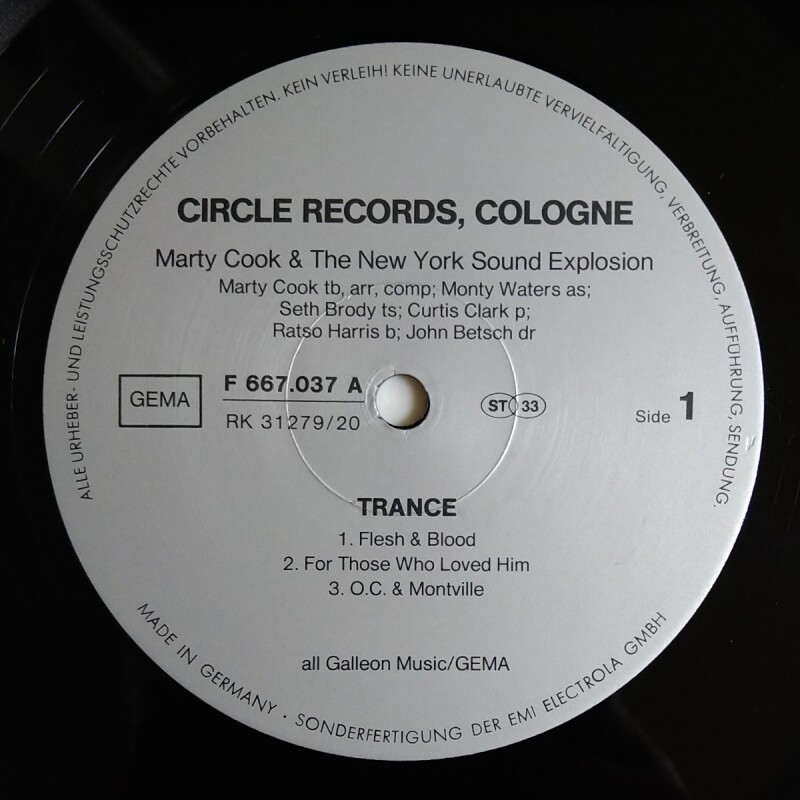 ALLE URHEBER- UND LEISTUNGSSCHUTZRECHTE VORBEHALTEN. KEIN VERLEIH! KEINE UNERLAUBTE VERVIELFÄLTIGUNG, VERBREITUNG, AUFFÜHRUNG, SENDUNG.
CIRCLE RECORDS, COLOGNE
Marty Cook & The New York Sound Explosion
Marty Cook tb, arr, comp; Monty Waters as;
Seth Brody ts; Curtis Clark p;
Ratso Harris b; John Betsch dr
GEMA
F 667.037 A
RK 31279/20
ST 33
Side 1
TRANCE
1. Flesh & Blood
2. For Those Who Loved Him
3. O.C. & Montville
all Galleon Music/GEMA
MADE IN GERMANY · SONDERFERTIGUNG DER EMI ELECTROLA GMBH